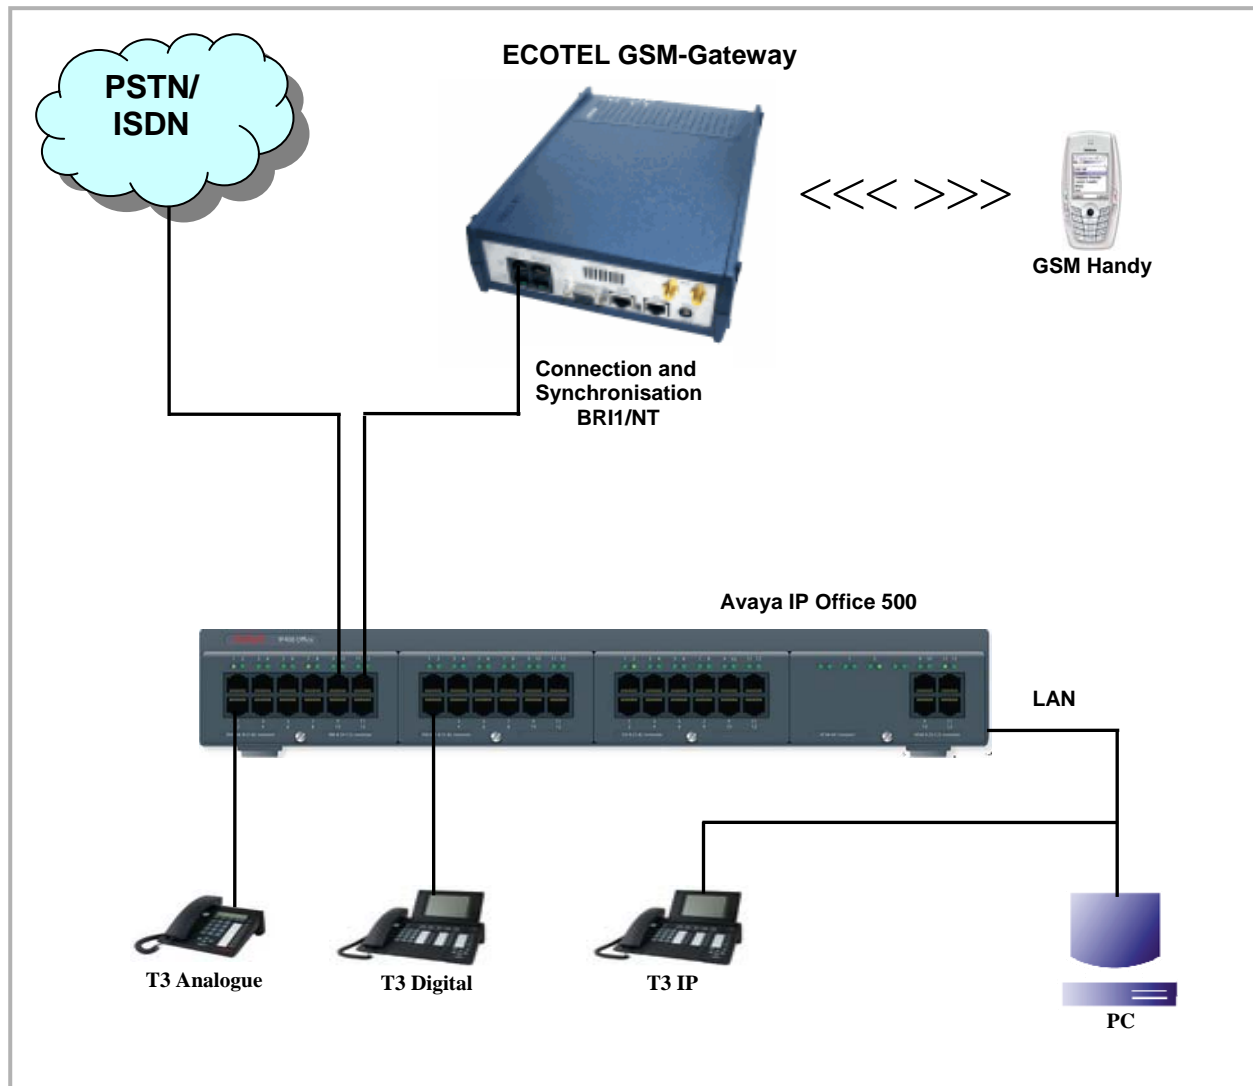 ECOTEL GSM-Gateway
PSTN/
ISDN
<<< >>>
GSM Handy
Connection and
Synchronisation
BRI1/NT
Avaya IP Office 500
LAN
T3 Analogue
T3 Digital
T3 IP
PC